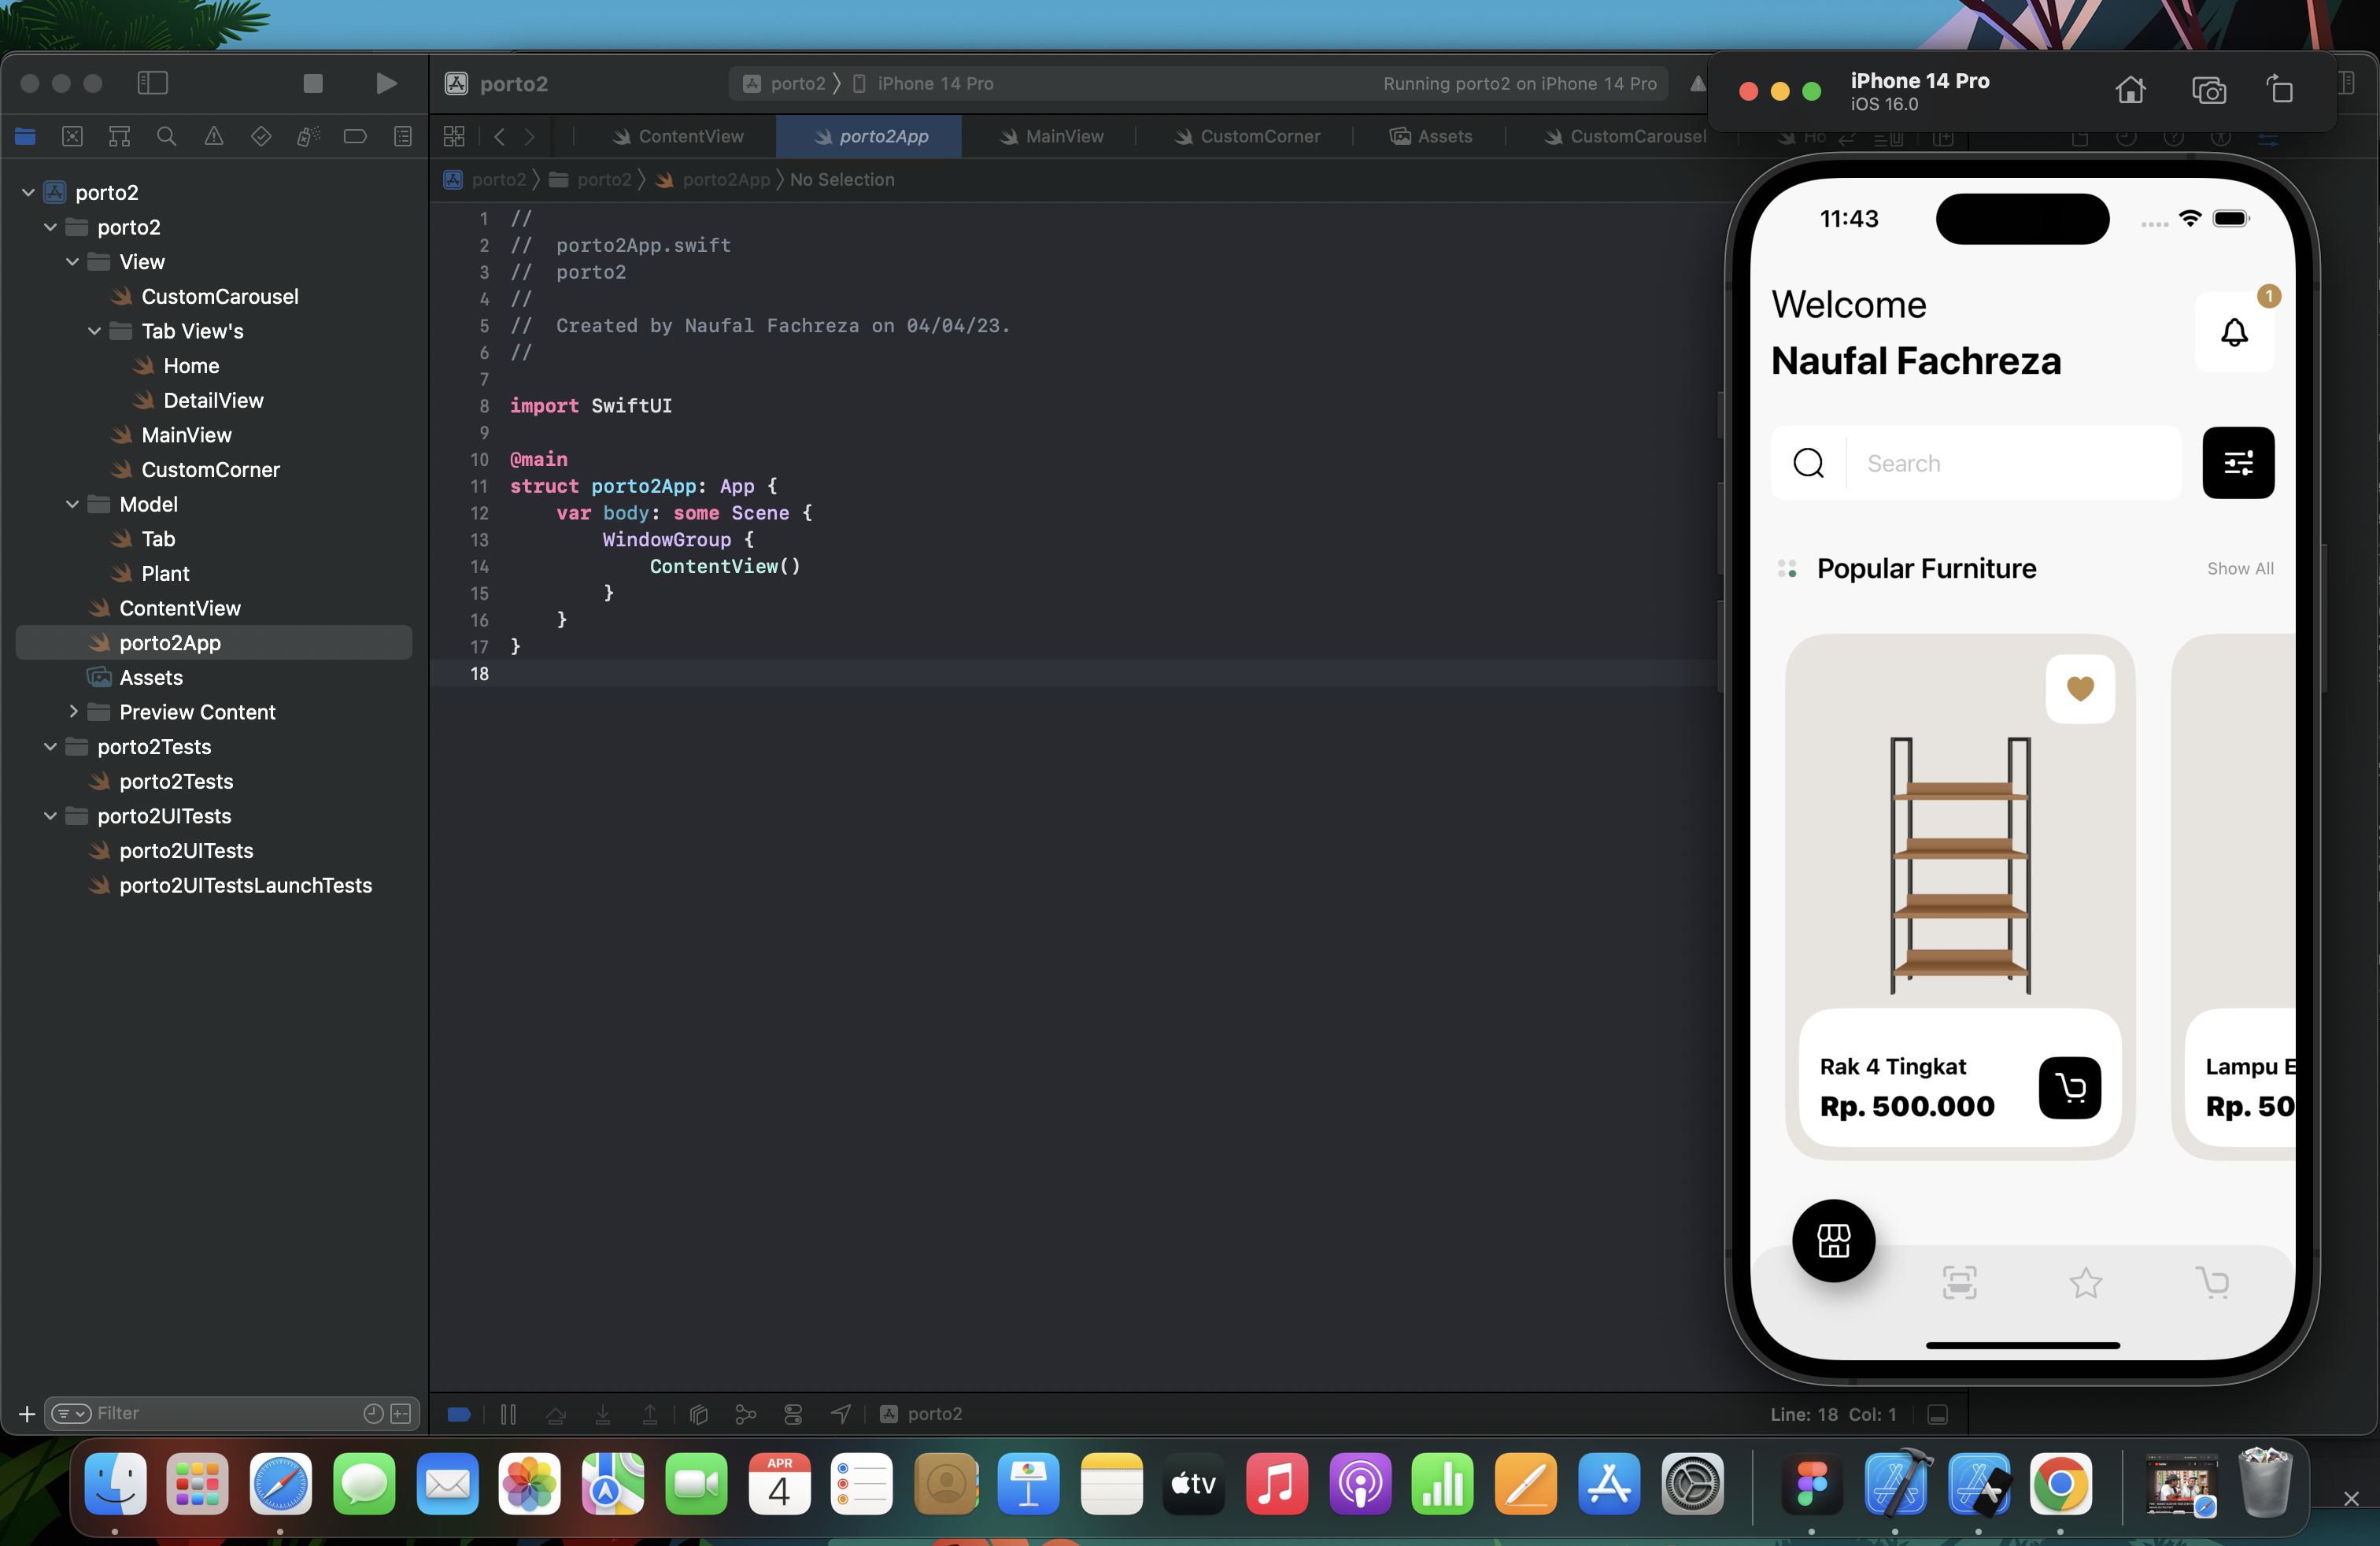 porto2
porto2
iPhone 14 Pro
Running porto2 on iPhone 14 Pro
iPhone 14 Pro
iOS 16.0
ContentView
porto2App
MainView
CustomCorner
Assets
CustomCarousel
Ho
porto2
porto2
porto2App
No Selection
porto2
porto2
View
CustomCarousel
Tab View's
Home
DetailView
MainView
CustomCorner
Model
Tab
Plant
ContentView
porto2App
Assets
Preview Content
porto2Tests
porto2Tests
porto2UITests
porto2UITests
porto2UITestsLaunchTests
Filter
1 //
2 //  porto2App.swift
3 //  porto2
4 //
5 //  Created by Naufal Fachreza on 04/04/23.
6 //
7
8 import SwiftUI
9
10 @main
11 struct porto2App: App {
12     var body: some Scene {
13         WindowGroup {
14             ContentView()
15         }
16     }
17 }
18
porto2
Line: 18 Col: 1
11:43
Welcome
1
Naufal Fachreza
Search
Popular Furniture
Show All
Rak 4 Tingkat
Rp. 500.000
Lampu E
Rp. 50
APR
4
tv